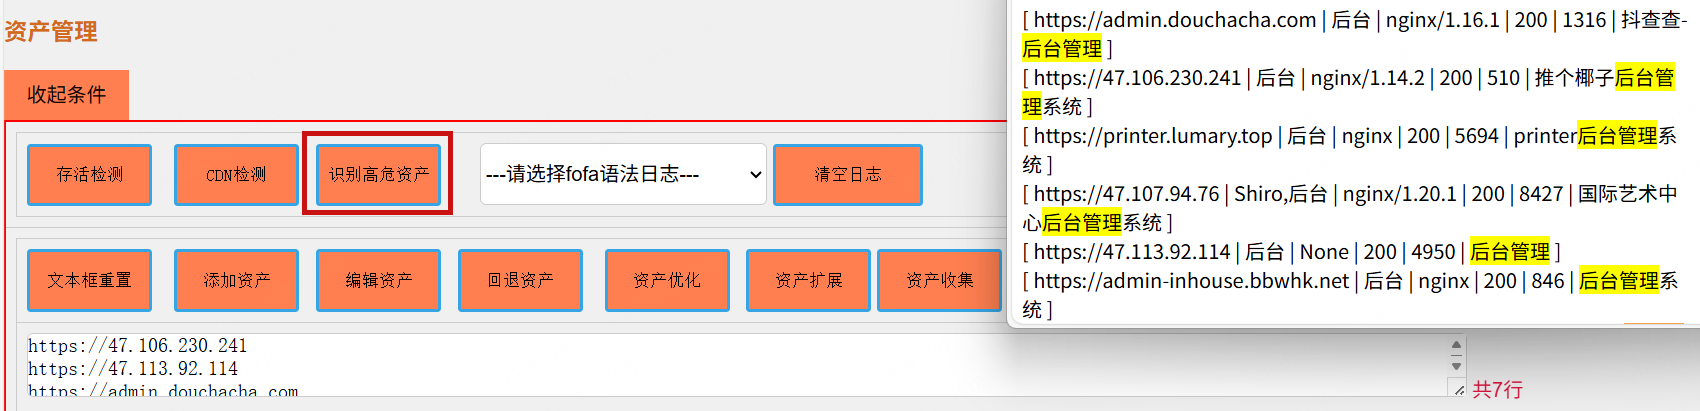 资产管理
收起条件
存活检测
CDN检测
识别高危资产
---请选择fofa语法日志---
清空日志
文本框重置
添加资产
编辑资产
回退资产
资产优化
资产扩展
资产收集
https://47.106.230.241
https://47.113.92.114
https://admin.douchacha.com
共7行
[ https://admin.douchacha.com | 后台 | nginx/1.16.1 | 200 | 1316 | 抖查查-
后台管理 ]
[ https://47.106.230.241 | 后台 | nginx/1.14.2 | 200 | 510 | 推个椰子后台管
理系统 ]
[ https://printer.lumary.top | 后台 | nginx | 200 | 5694 | printer后台管理系
统 ]
[ https://47.107.94.76 | Shiro,后台 | nginx/1.20.1 | 200 | 8427 | 国际艺术中
心后台管理系统 ]
[ https://47.113.92.114 | 后台 | None | 200 | 4950 | 后台管理 ]
[ https://admin-inhouse.bbwhk.net | 后台 | nginx | 200 | 846 | 后台管理系
统 ]